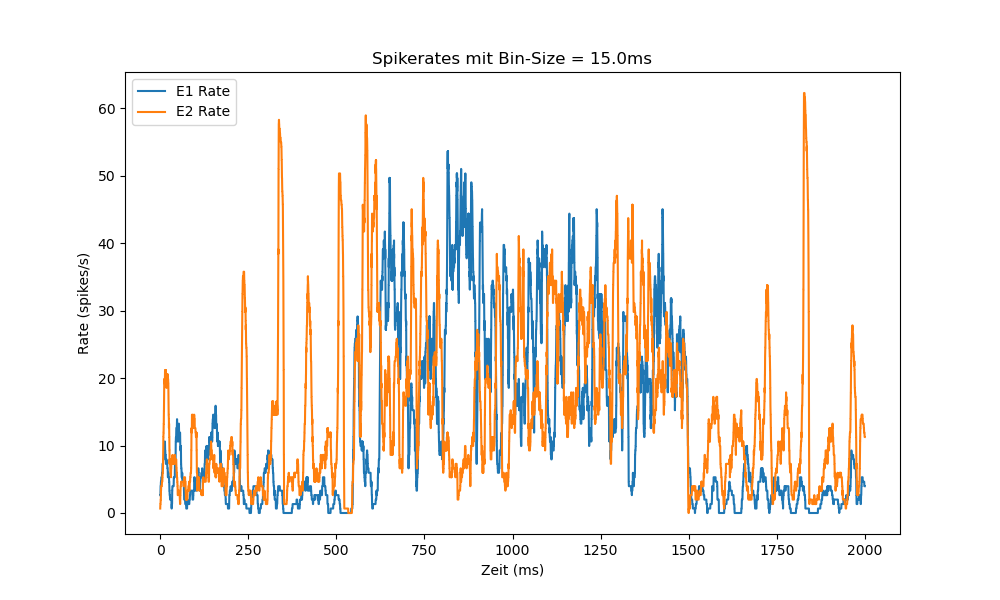 Spikerates mit Bin-Size = 15.0ms
E1 Rate
E2 Rate
60
50
40
30
20
10
0
Rate (spikes/s)
0 250 500 750 1000 1250 1500 1750 2000
Zeit (ms)